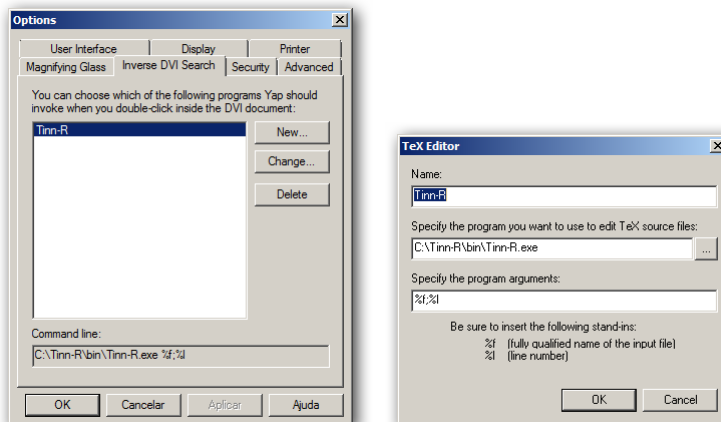 Options
User Interface Display Printer
Magnifying Glass Inverse DVI Search Security Advanced
You can choose which of the following programs Yap should
invoke when you double-click inside the DVI document:
Tinn-R
New...
Change...
Delete
Command line:
C:\Tinn-R\bin\Tinn-R.exe %f;%l
OK Cancelar Aplicar Ajuda
TeX Editor
Name:
Tinn-R
Specify the program you want to use to edit TeX source files:
C:\Tinn-R\bin\Tinn-R.exe ...
Specify the program arguments:
%f;%l
Be sure to insert the following stand-ins:
%f (fully qualified name of the input file)
%l (line number)
OK Cancel